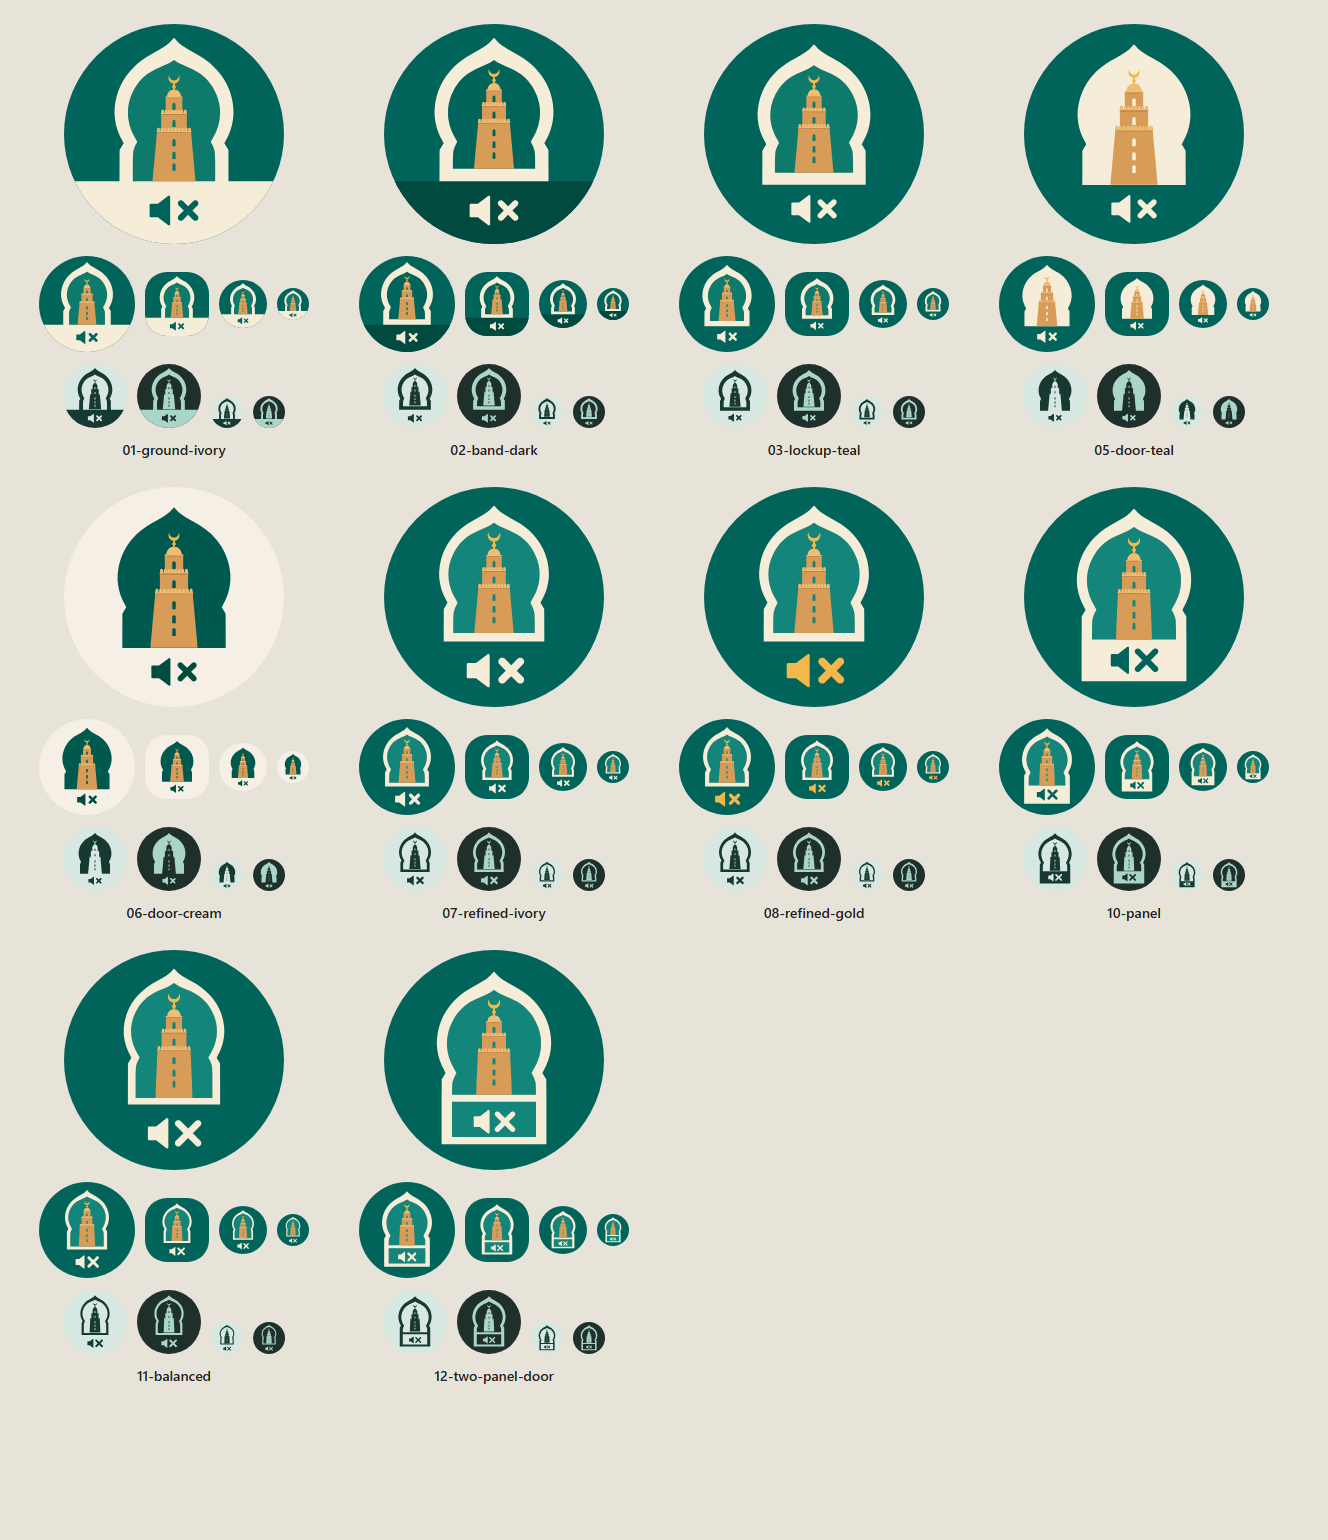 01-ground-ivory
02-band-dark
03-lockup-teal
05-door-teal
06-door-cream
07-refined-ivory
08-refined-gold
10-panel
11-balanced
12-two-panel-door